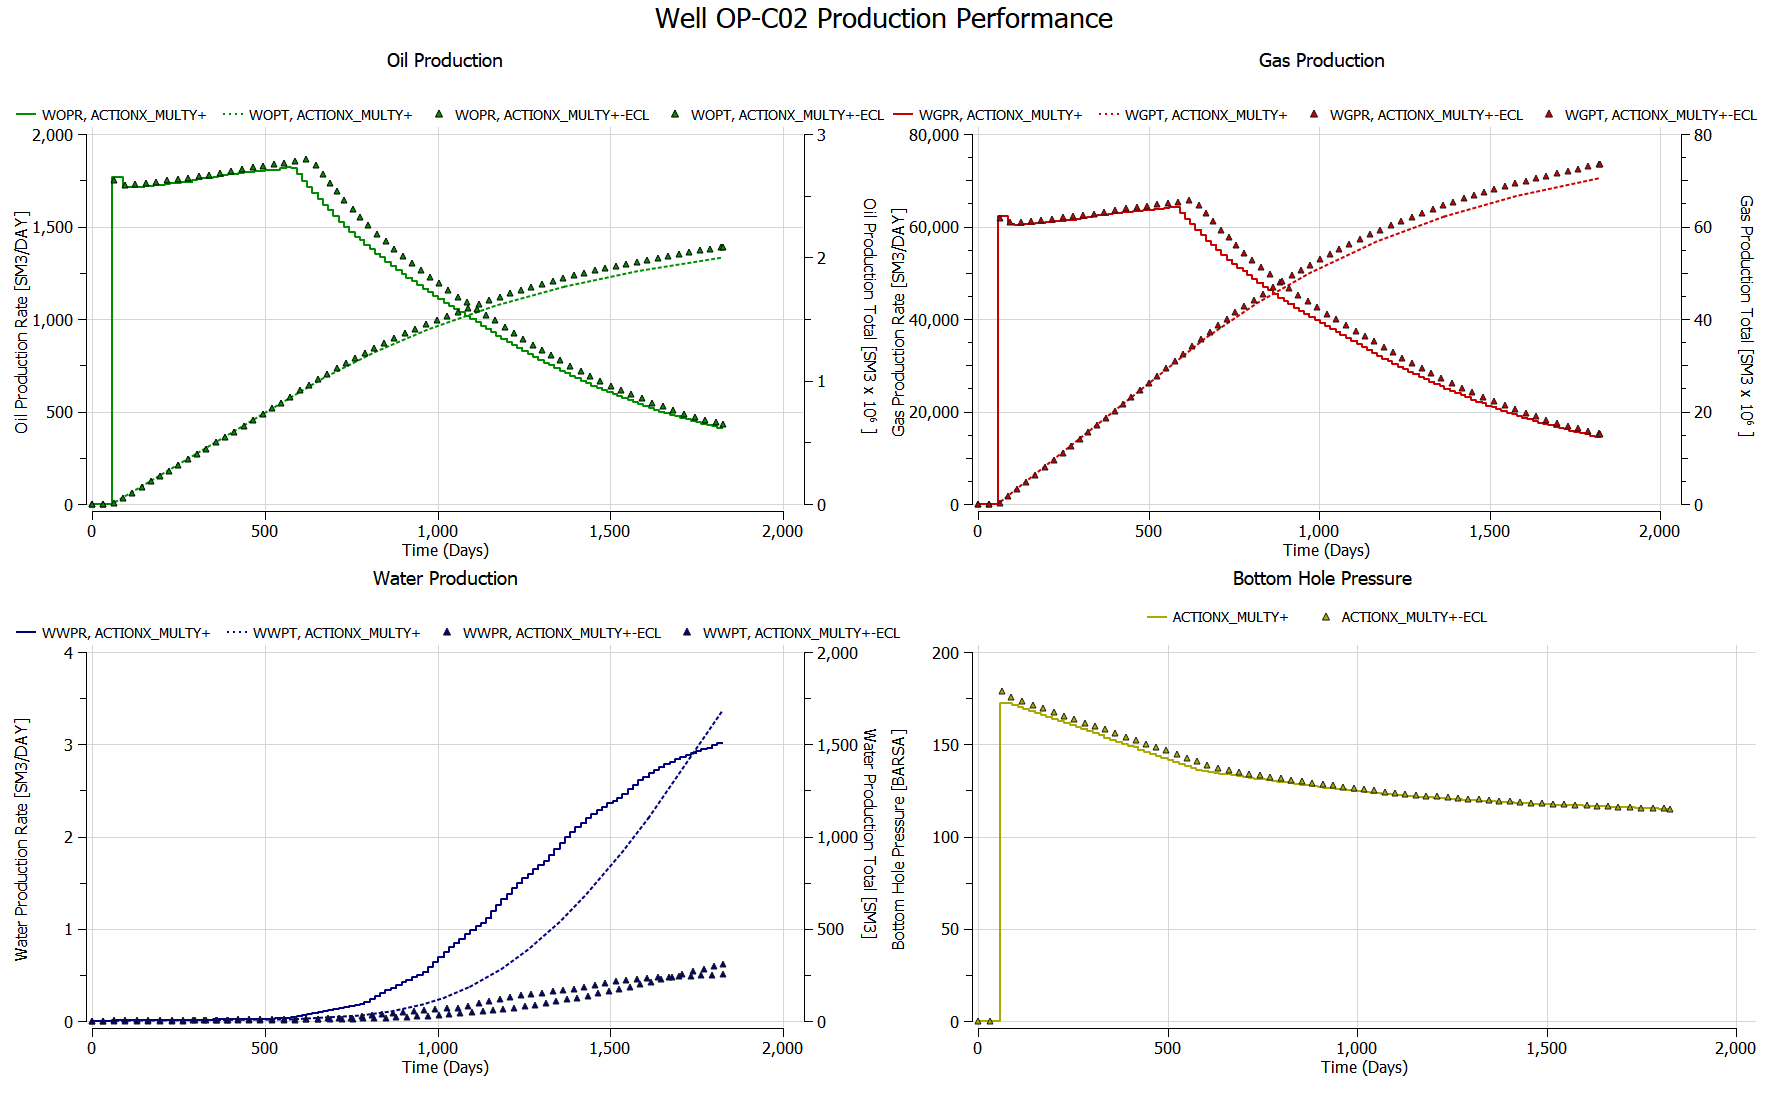 Well OP-C02 Production Performance
Oil Production
WOPR, ACTIONX_MULTY+
WOPT, ACTIONX_MULTY+
WOPR, ACTIONX_MULTY+-ECL
WOPT, ACTIONX_MULTY+-ECL
Oil Production Rate [SM3/DAY]
2,000
1,500
1,000
500
0
3
2
1
0
Oil Production Total [SM3 x 10⁶ ]
0
500
1,000
1,500
2,000
Time (Days)
Gas Production
WGPR, ACTIONX_MULTY+
WGPT, ACTIONX_MULTY+
WGPR, ACTIONX_MULTY+-ECL
WGPT, ACTIONX_MULTY+-ECL
Gas Production Rate [SM3/DAY]
80,000
60,000
40,000
20,000
0
80
60
40
20
0
Gas Production Total [SM3 x 10⁶ ]
0
500
1,000
1,500
2,000
Time (Days)
Water Production
WWPR, ACTIONX_MULTY+
WWPT, ACTIONX_MULTY+
WWPR, ACTIONX_MULTY+-ECL
WWPT, ACTIONX_MULTY+-ECL
Water Production Rate [SM3/DAY]
4
3
2
1
0
2,000
1,500
1,000
500
0
Water Production Total [SM3]
0
500
1,000
1,500
2,000
Time (Days)
Bottom Hole Pressure
ACTIONX_MULTY+
ACTIONX_MULTY+-ECL
Bottom Hole Pressure [BARSA]
200
150
100
50
0
0
500
1,000
1,500
2,000
Time (Days)